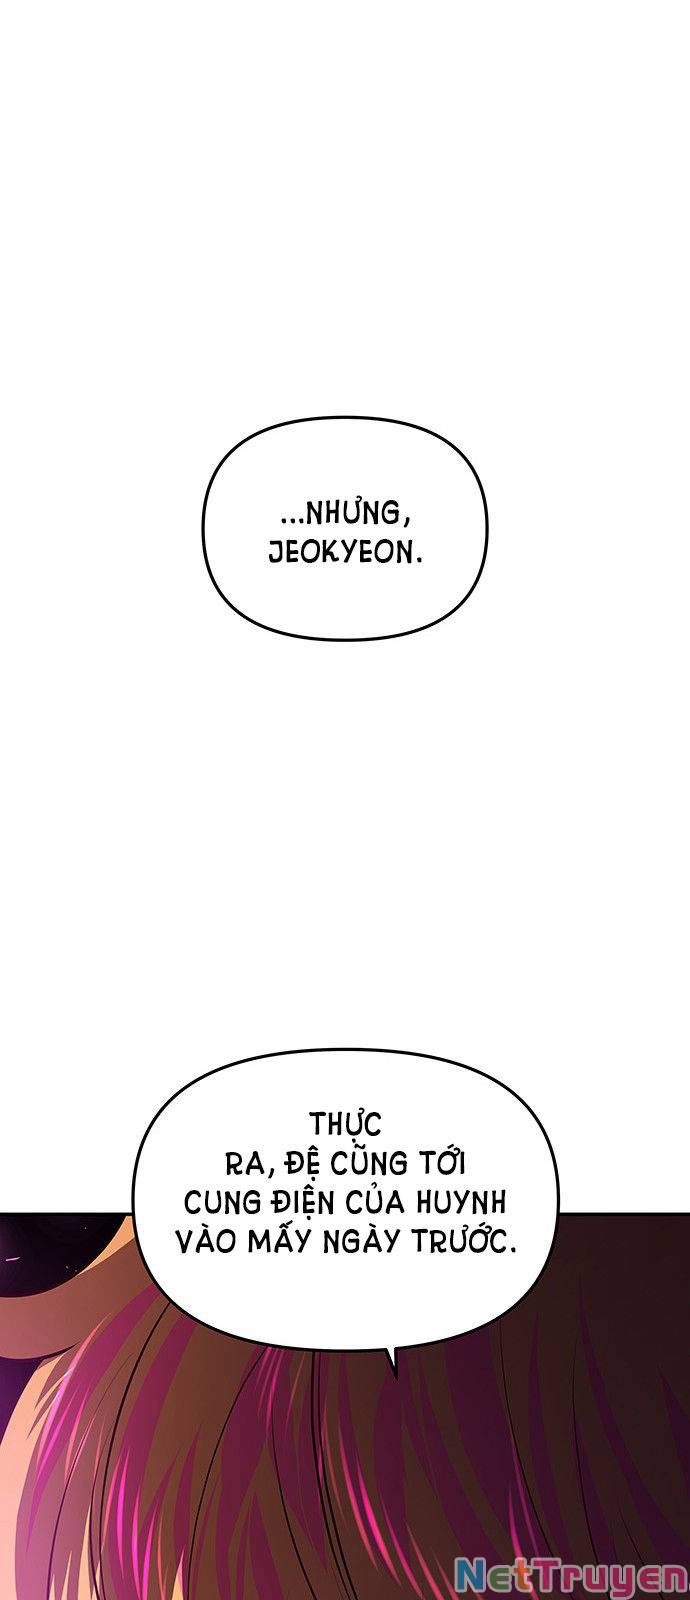 ...NHƯNG,
JEOKYEON.
THỰC
RA, ĐỆ CŨNG TỚI
CUNG ĐIỆN CỦA HUYNH
VÀO MẤY NGÀY TRƯỚC.
NetTruyen